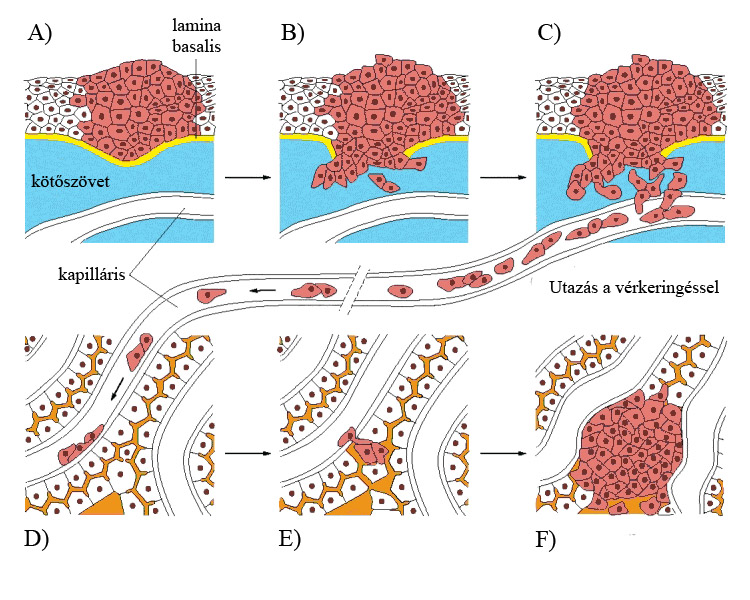 A)
lamina
basalis
B)
C)
kötőszövet
kapilláris
Utazás a vérkeringéssel
D)
E)
F)